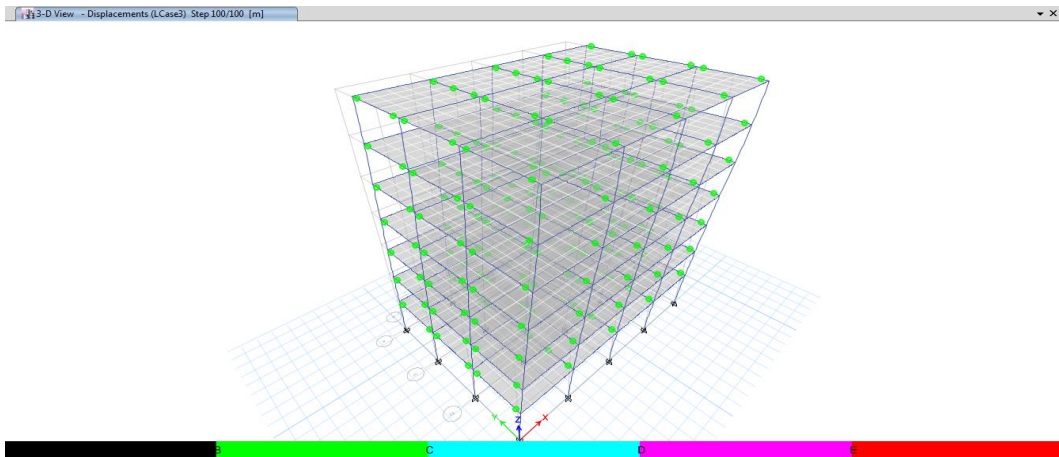 3-D View - Displacements (LCase3) Step 100/100 [m]
Z
Y
X
B
C
D
E